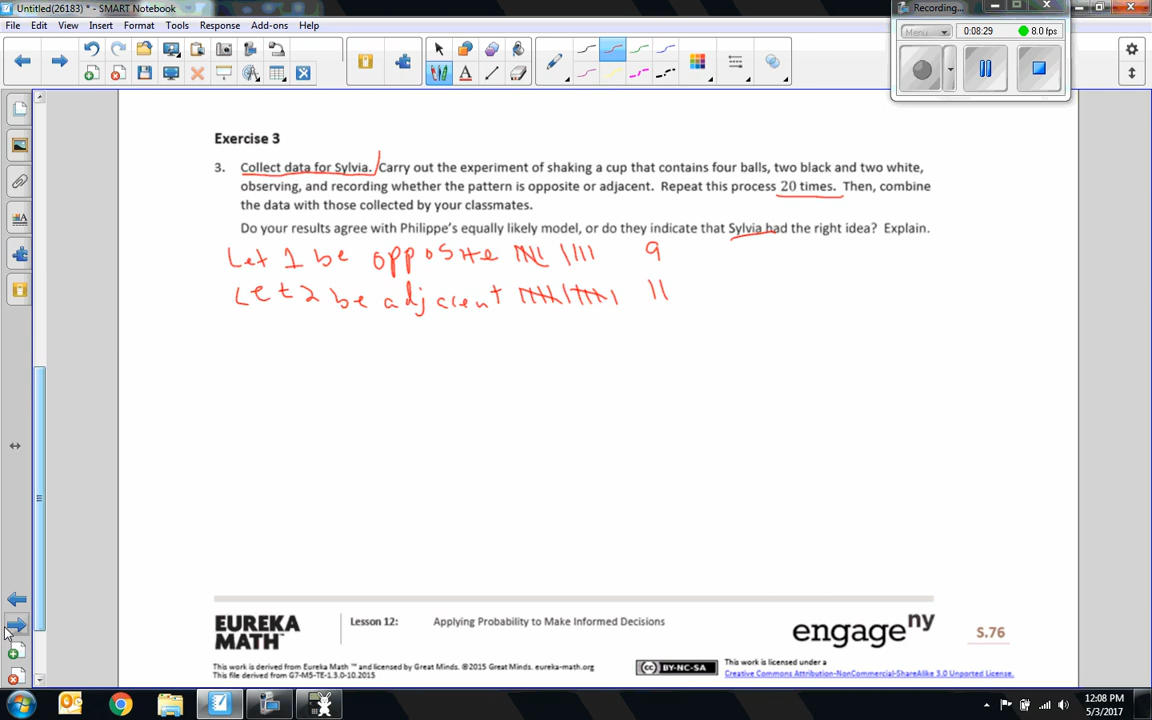 Untitled(26183) * - SMART Notebook
Recording...
File Edit View Insert Format Tools Response Add-ons Help
Menu 0:08:29 8.0 fps
Exercise 3
3. Collect data for Sylvia. Carry out the experiment of shaking a cup that contains four balls, two black and two white,
observing, and recording whether the pattern is opposite or adjacent. Repeat this process 20 times. Then, combine
the data with those collected by your classmates.
Do your results agree with Philippe's equally likely model, or do they indicate that Sylvia had the right idea? Explain.
Let 1 be opposite 9
Let 2 be adjacent 11
EUREKA
MATH™
Lesson 12: Applying Probability to Make Informed Decisions
engage ny
S.76
This work is derived from Eureka Math ™ and licensed by Great Minds. ©2015 Great Minds. eureka-math.org
This file derived from G7-M5-TE-1.3.0-10.2015
CC BY-NC-SA
This work is licensed under a
Creative Commons Attribution-NonCommercial-ShareAlike 3.0 Unported License.
12:08 PM
5/3/2017